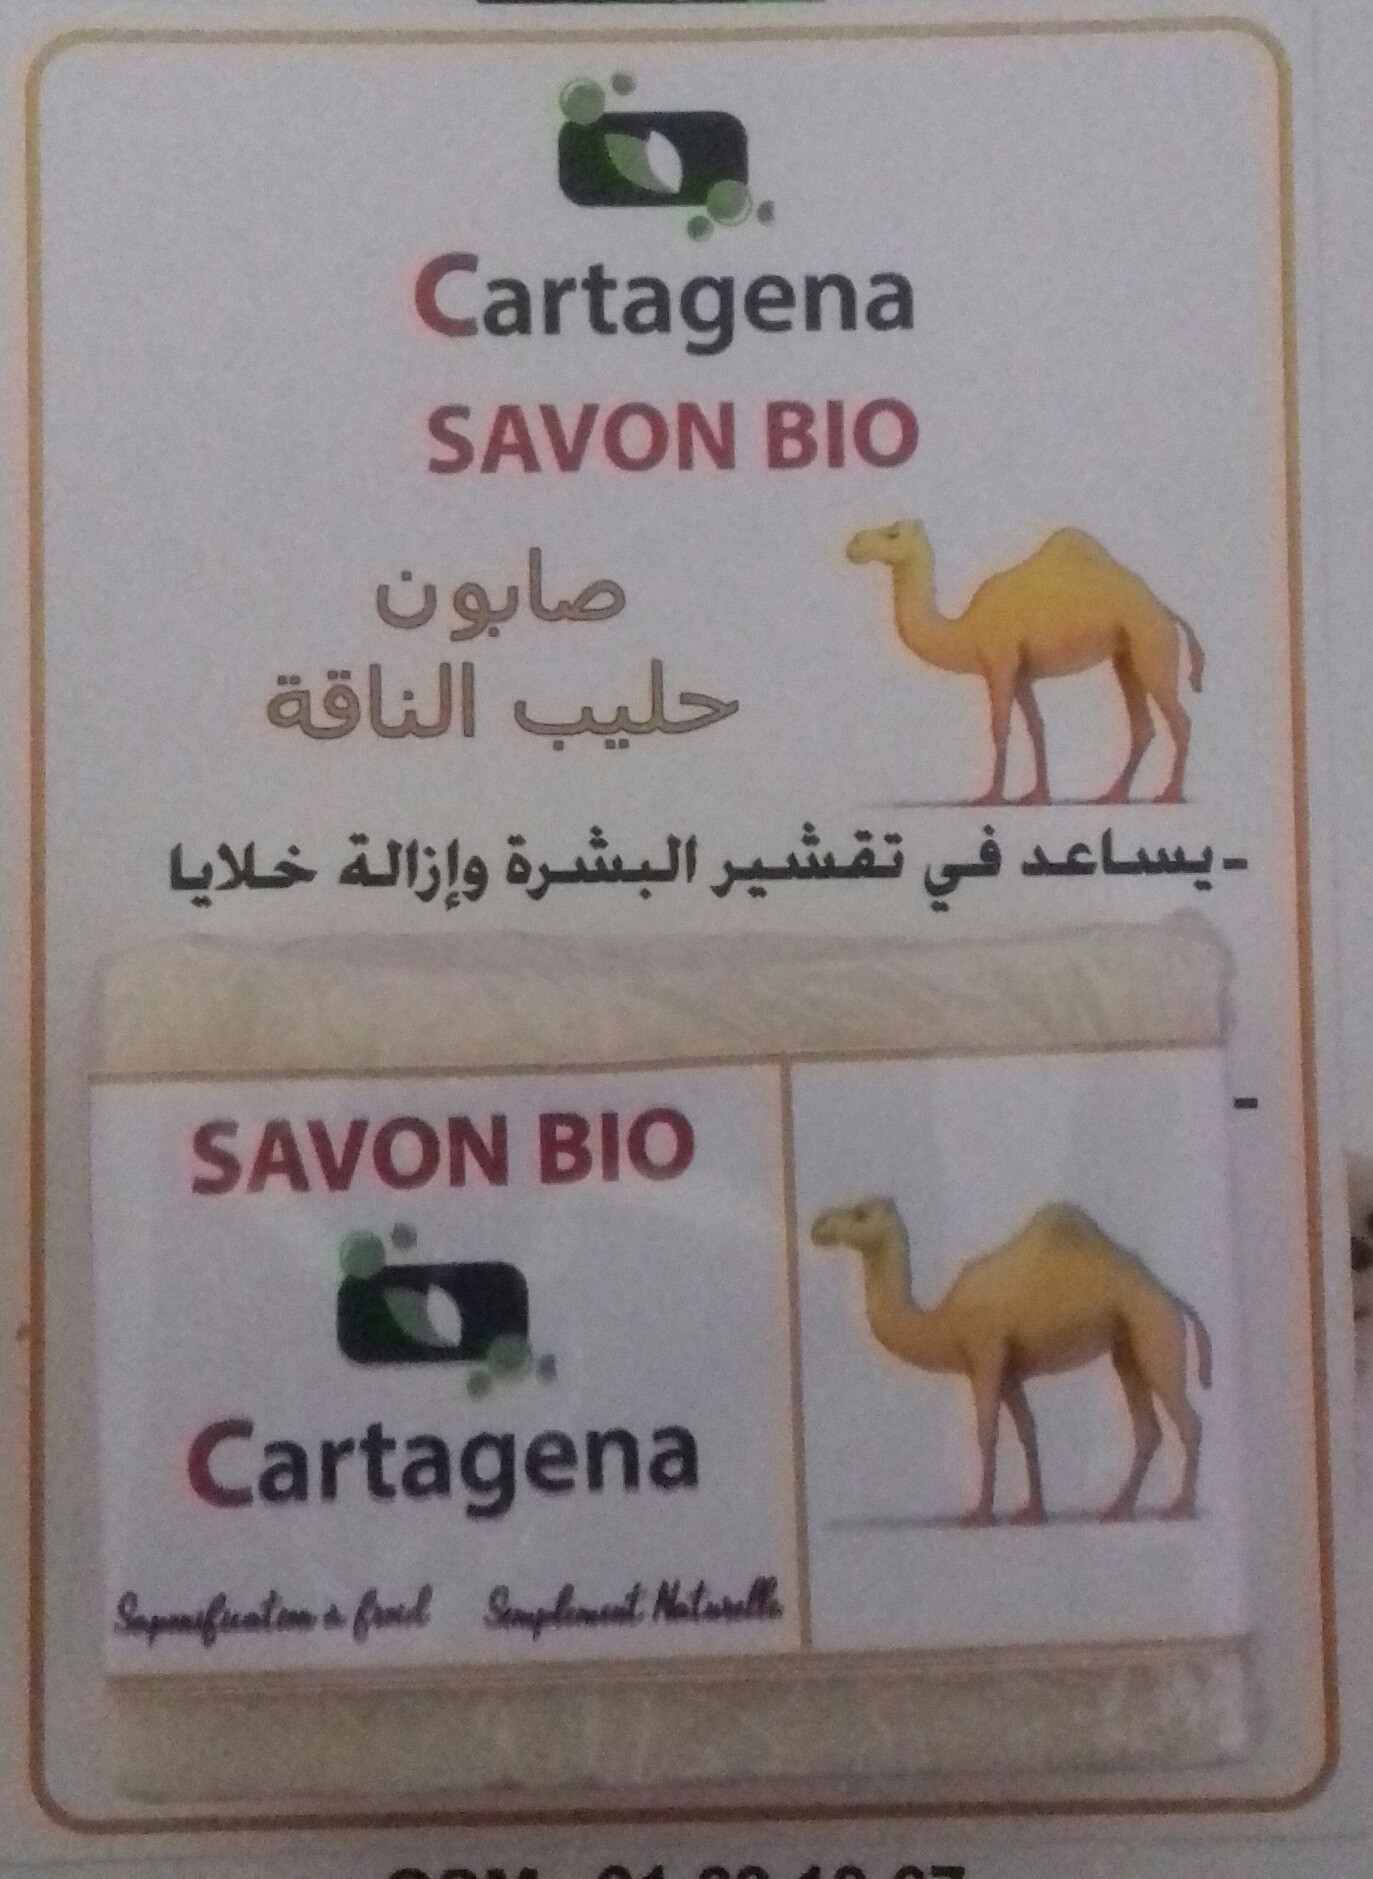 Cartagena
SAVON BIO
صابون
حليب الناقة
-يساعد في تقشير البشرة وإزالة خلايا
-
SAVON BIO
Cartagena
Saponification à froid Simplement Naturelle